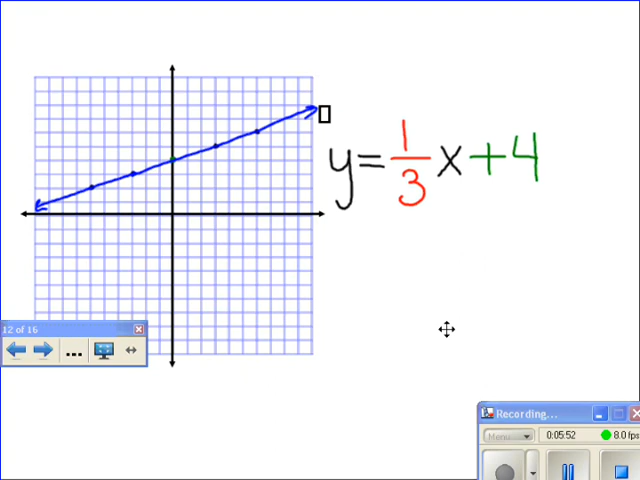 y=1/3x+4
12 of 16
...
Recording...
Menu...
0:05:52
8.0 fps